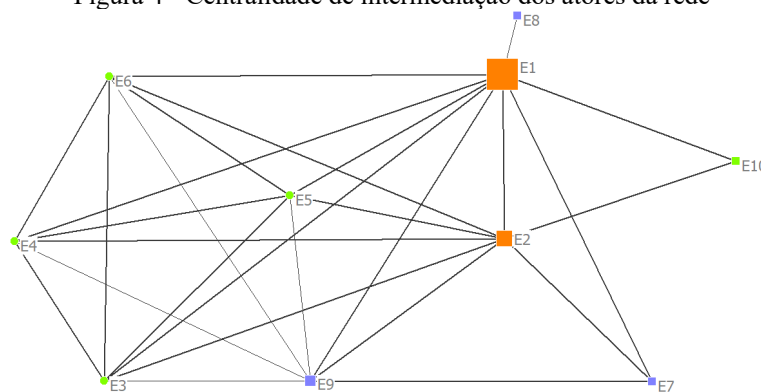 Figura 4 - Centralidade de intermediação dos atores da rede
E8
E1
E6
E10
E5
E2
E4
E3
E9
E7